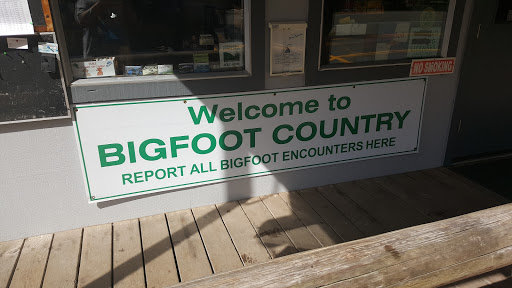 NO SMOKING
Welcome to
BIGFOOT COUNTRY
REPORT ALL BIGFOOT ENCOUNTERS HERE